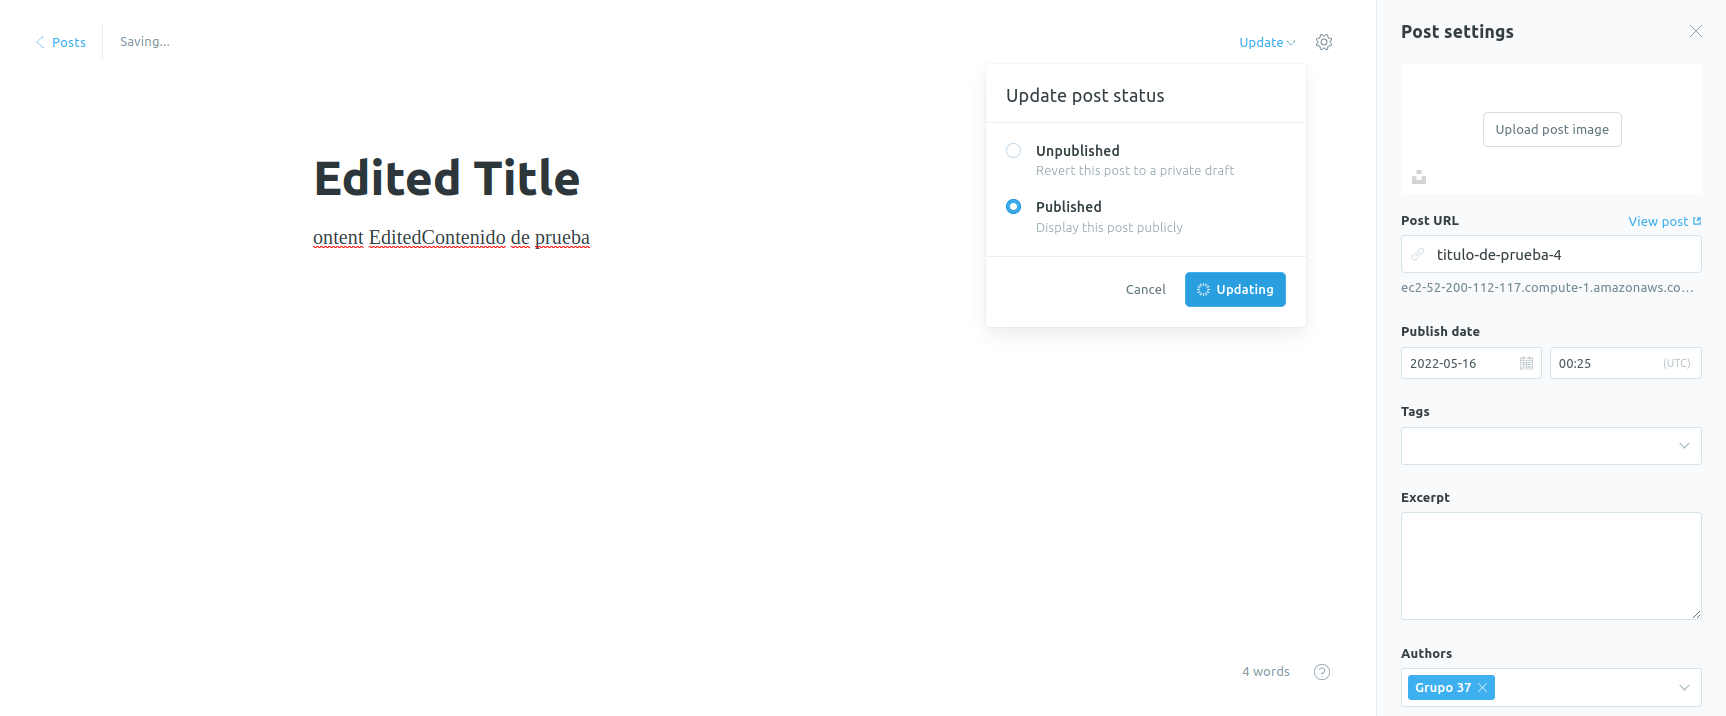 Posts
Saving...
Update
Update post status
Unpublished
Revert this post to a private draft
Published
Display this post publicly
Cancel
Updating
Edited Title
ontent EditedContenido de prueba
4 words
?
Post settings
Upload post image
Post URL
View post
titulo-de-prueba-4
ec2-52-200-112-117.compute-1.amazonaws.co...
Publish date
2022-05-16
00:25
(UTC)
Tags
Excerpt
Authors
Grupo 37